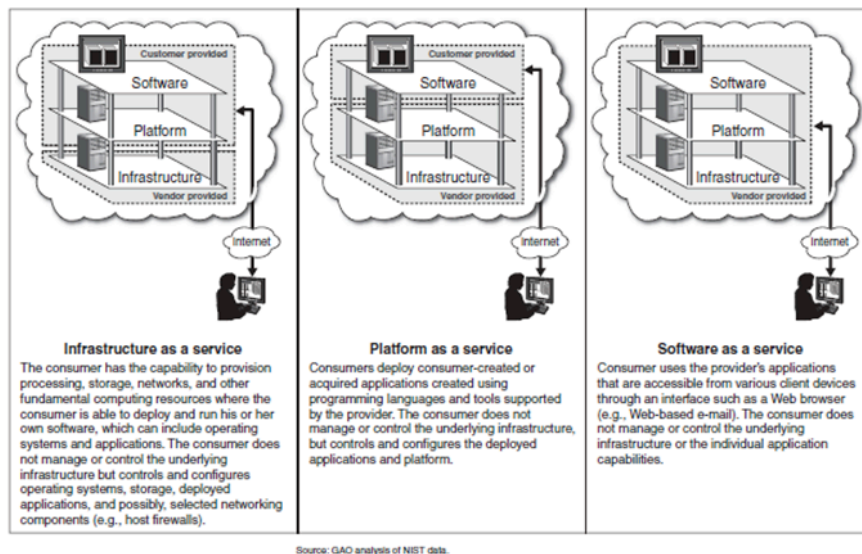 Customer provided
Software
Platform
Infrastructure
Vendor provided
Internet
Infrastructure as a service
The consumer has the capability to provision
processing, storage, networks, and other
fundamental computing resources where the
consumer is able to deploy and run his or her
own software, which can include operating
systems and applications. The consumer does
not manage or control the underlying
infrastructure but controls and configures
operating systems, storage, deployed
applications, and possibly, selected networking
components (e.g., host firewalls).
Customer provided
Software
Platform
Infrastructure
Vendor provided
Internet
Platform as a service
Consumers deploy consumer-created or
acquired applications created using
programming languages and tools supported
by the provider. The consumer does not
manage or control the underlying infrastructure,
but controls and configures the deployed
applications and platform.
Software
Platform
Infrastructure
Vendor provided
Internet
Software as a service
Consumer uses the provider's applications
that are accessible from various client devices
through an interface such as a Web browser
(e.g., Web-based e-mail). The consumer does
not manage or control the underlying
infrastructure or the individual application
capabilities.
Source: GAO analysis of NIST data.